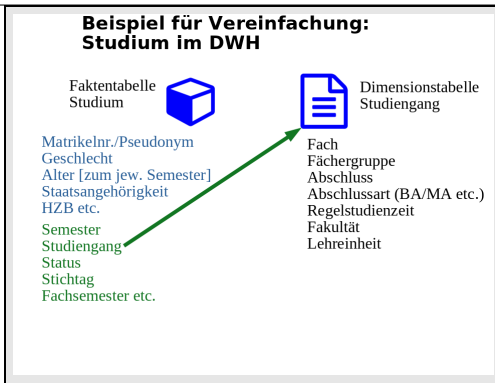 Beispiel für Vereinfachung:
Studium im DWH
Faktentabelle
Studium
Matrikelnr./Pseudonym
Geschlecht
Alter [zum jew. Semester]
Staatsangehörigkeit
HZB etc.
Semester
Studiengang
Status
Stichtag
Fachsemester etc.
Dimensionstabelle
Studiengang
Fach
Fächergruppe
Abschluss
Abschlussart (BA/MA etc.)
Regelstudienzeit
Fakultät
Lehreinheit